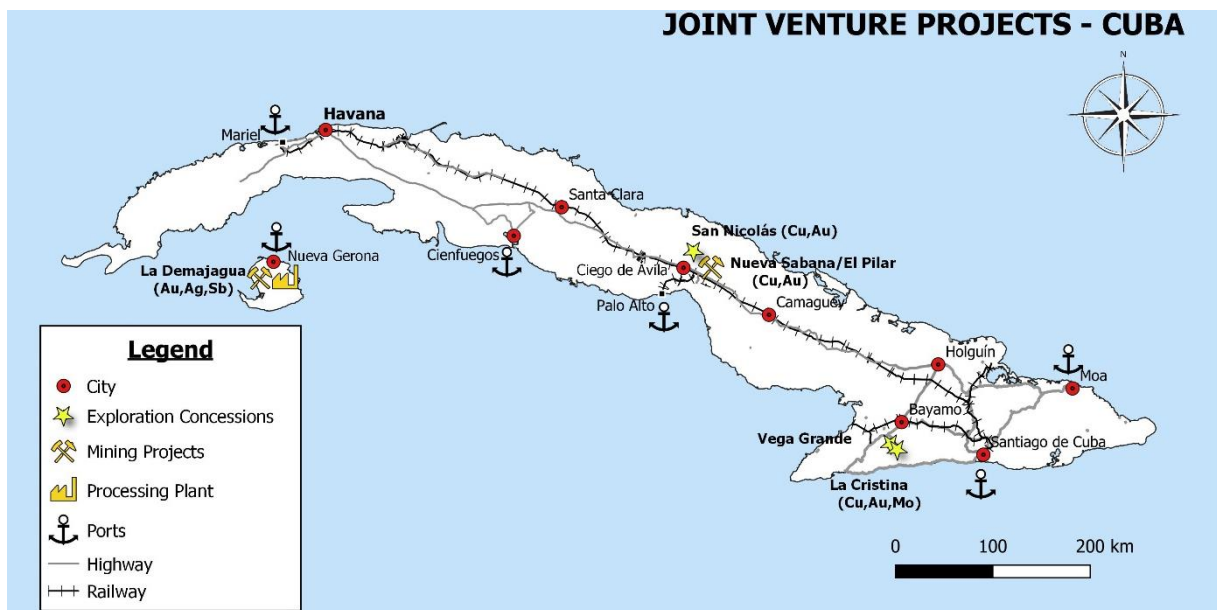 JOINT VENTURE PROJECTS - CUBA
N
Havana
Mariel
Santa Clara
San Nicolás (Cu,Au)
Cienfuegos
Nueva Gerona
La Demajagua
(Au,Ag,Sb)
Ciego de Ávila
Nueva Sabana/El Pilar
(Cu,Au)
Palo Alto
Camaguey
Holguín
Moa
Bayamo
Vega Grande
Santiago de Cuba
La Cristina
(Cu,Au,Mo)
Legend
City
Exploration Concessions
Mining Projects
Processing Plant
Ports
Highway
Railway
0 100 200 km